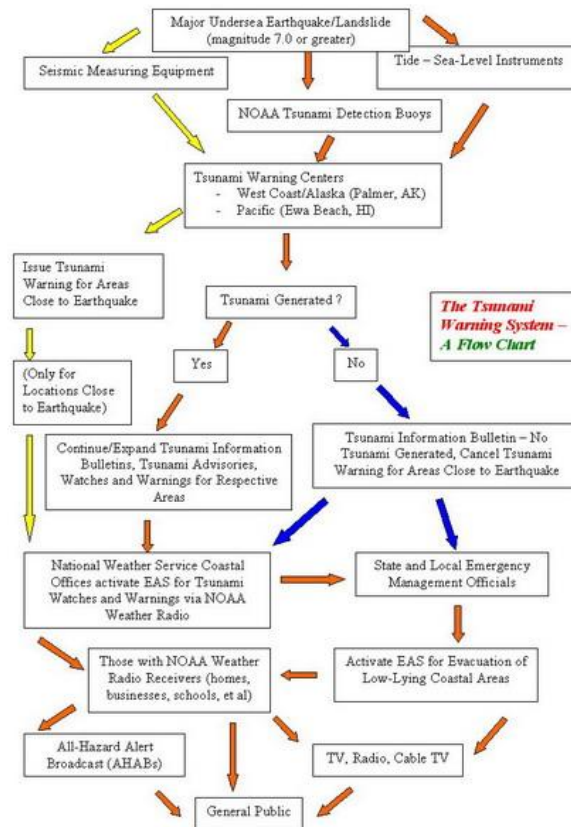 Major Undersea Earthquake/Landslide
(magnitude 7.0 or greater)
Seismic Measuring Equipment
Tide – Sea-Level Instruments
NOAA Tsunami Detection Buoys
Tsunami Warning Centers
- West Coast/Alaska (Palmer, AK)
- Pacific (Ewa Beach, HI)
Issue Tsunami
Warning for Areas
Close to Earthquake
Tsunami Generated ?
The Tsunami
Warning System –
A Flow Chart
Yes
No
(Only for
Locations Close
to Earthquake)
Continue/Expand Tsunami Information
Bulletins, Tsunami Advisories,
Watches and Warnings for Respective
Areas
Tsunami Information Bulletin – No
Tsunami Generated, Cancel Tsunami
Warning for Areas Close to Earthquake
National Weather Service Coastal
Offices activate EAS for Tsunami
Watches and Warnings via NOAA
Weather Radio
State and Local Emergency
Management Officials
Those with NOAA Weather
Radio Receivers (homes,
businesses, schools, et al)
Activate EAS for Evacuation of
Low-Lying Coastal Areas
All-Hazard Alert
Broadcast (AHABs)
TV, Radio, Cable TV
General Public